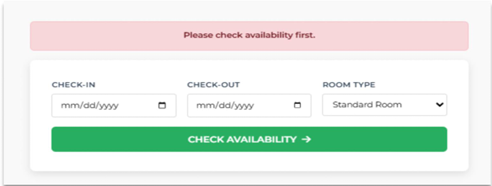 Please check availability first.
CHECK-IN CHECK-OUT ROOM TYPE
mm/dd/yyyy mm/dd/yyyy Standard Room
CHECK AVAILABILITY →